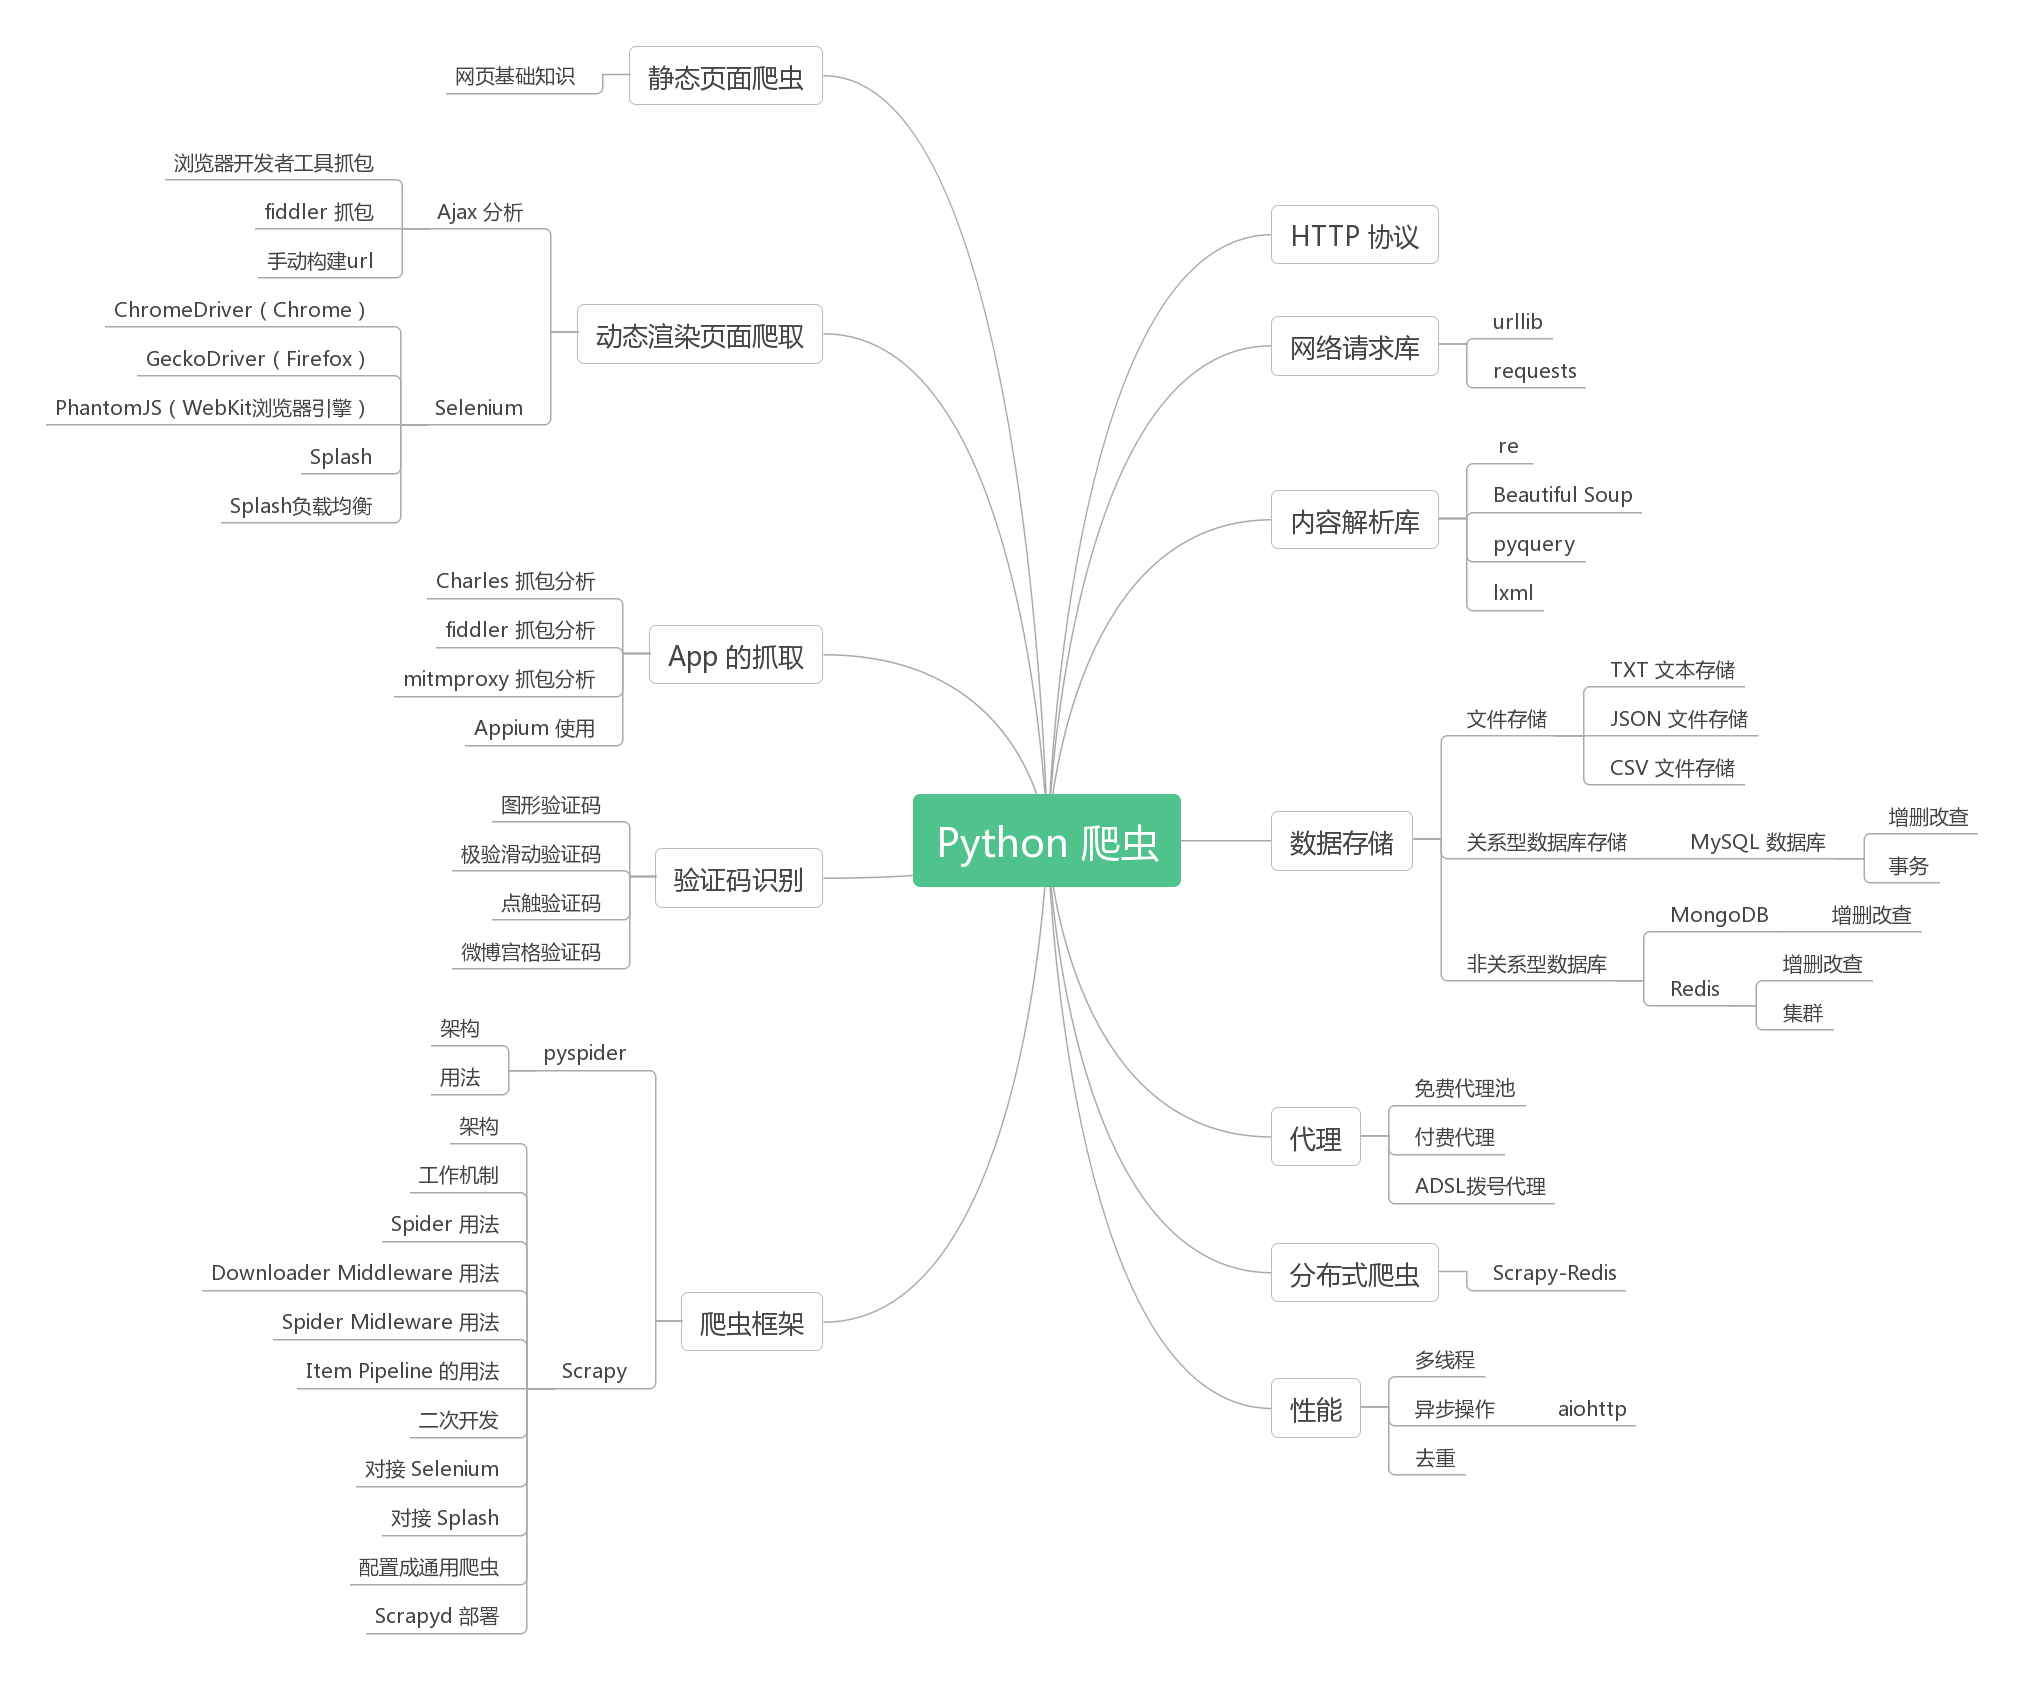 Python 爬虫
静态页面爬虫
网页基础知识
动态渲染页面爬取
Ajax 分析
浏览器开发者工具抓包
fiddler 抓包
手动构建url
Selenium
ChromeDriver ( Chrome )
GeckoDriver ( Firefox )
PhantomJS ( WebKit浏览器引擎 )
Splash
Splash负载均衡
App 的抓取
Charles 抓包分析
fiddler 抓包分析
mitmproxy 抓包分析
Appium 使用
验证码识别
图形验证码
极验滑动验证码
点触验证码
微博宫格验证码
爬虫框架
pyspider
架构
用法
Scrapy
架构
工作机制
Spider 用法
Downloader Middleware 用法
Spider Midleware 用法
Item Pipeline 的用法
二次开发
对接 Selenium
对接 Splash
配置成通用爬虫
Scrapyd 部署
HTTP 协议
网络请求库
urllib
requests
内容解析库
re
Beautiful Soup
pyquery
lxml
数据存储
文件存储
TXT 文本存储
JSON 文件存储
CSV 文件存储
关系型数据库存储
MySQL 数据库
增删改查
事务
非关系型数据库
MongoDB
增删改查
Redis
增删改查
集群
代理
免费代理池
付费代理
ADSL拨号代理
分布式爬虫
Scrapy-Redis
性能
多线程
异步操作
aiohttp
去重